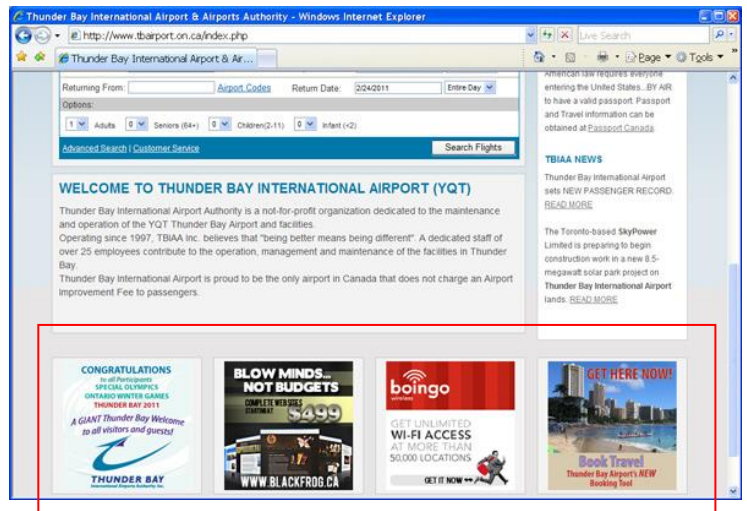 Thunder Bay International Airport & Airports Authority - Windows Internet Explorer
http://www.tbairport.on.ca/index.php
Live Search
Thunder Bay International Airport & Air...
Page
Tools
Returning From:
Airport Codes
Return Date:
2/24/2011
Entire Day
Options:
1 Adults 0 Seniors (64+) 0 Children(2-11) 0 Infant (<2)
Advanced Search | Customer Service
Search Flights
WELCOME TO THUNDER BAY INTERNATIONAL AIRPORT (YQT)
Thunder Bay International Airport Authority is a not-for-profit organization dedicated to the maintenance
and operation of the YQT Thunder Bay Airport and facilities.
Operating since 1997, TBIAA Inc. believes that "being better means being different". A dedicated staff of
over 25 employees contribute to the operation, management and maintenance of the facilities in Thunder
Bay.
Thunder Bay International Airport is proud to be the only airport in Canada that does not charge an Airport
Improvement Fee to passengers.
American law requires everyone
entering the United States...BY AIR
to have a valid passport. Passport
and Travel information can be
obtained at Passport Canada
TBIAA NEWS
Thunder Bay International Airport
sets NEW PASSENGER RECORD.
READ MORE
The Toronto-based SkyPower
Limited is preparing to begin
construction work in a new 8.5-
megawatt solar park project on
Thunder Bay International Airport
lands. READ MORE
CONGRATULATIONS
to all Participants
SPECIAL OLYMPICS
ONTARIO WINTER GAMES
THUNDER BAY 2011
A GIANT Thunder Bay Welcome
to all visitors and guests!
THUNDER BAY
International Airports Authority Inc.
BLOW MINDS...
NOT BUDGETS
COMPLETE WEBSITES
STARTING AT
$499
WWW.BLACKFROG.CA
boingo
wireless
GET UNLIMITED
WI-FI ACCESS
AT MORE THAN
50,000 LOCATIONS
GET IT NOW
GET HERE NOW!
Book Travel
Thunder Bay Airport's NEW
Booking Tool